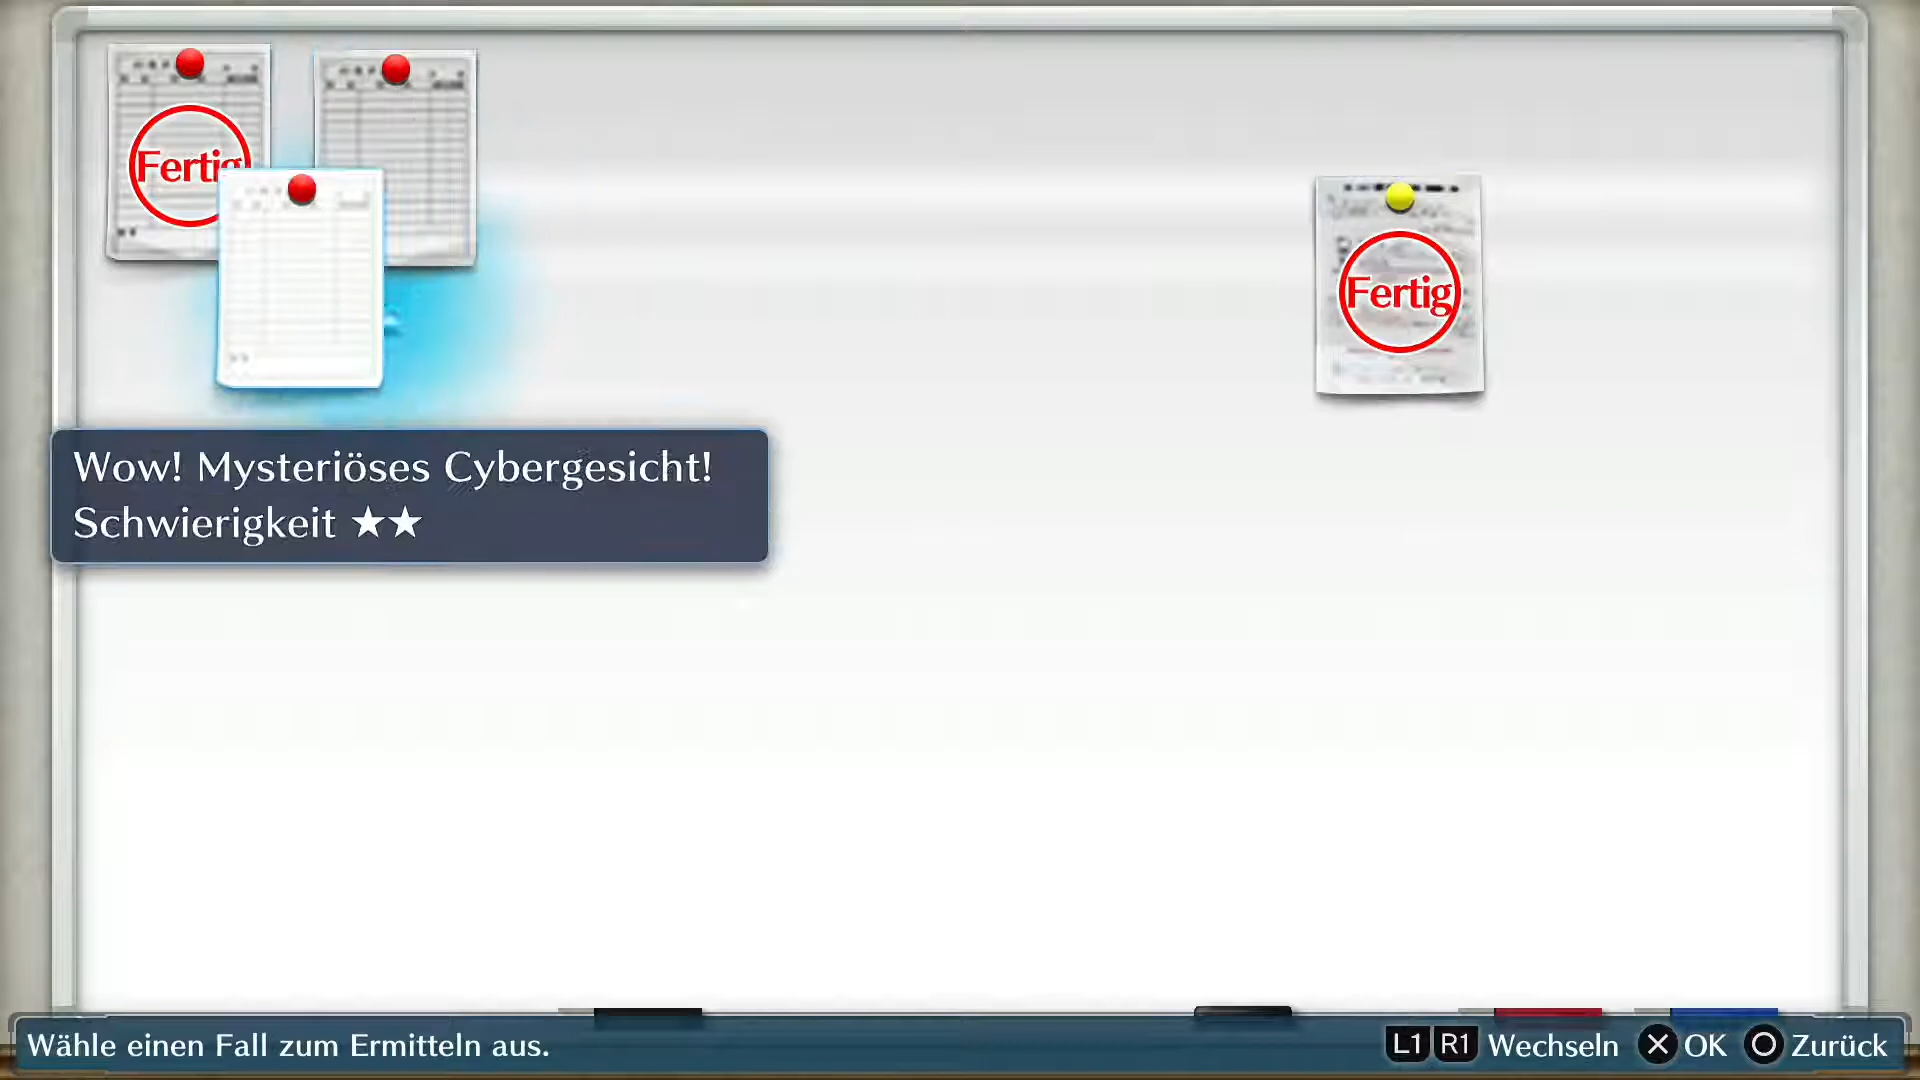 Fertig
Fertig
Wow! Mysteriöses Cybergesicht!
Schwierigkeit ★★
Wähle einen Fall zum Ermitteln aus.
L1 R1 Wechseln OK Zurück